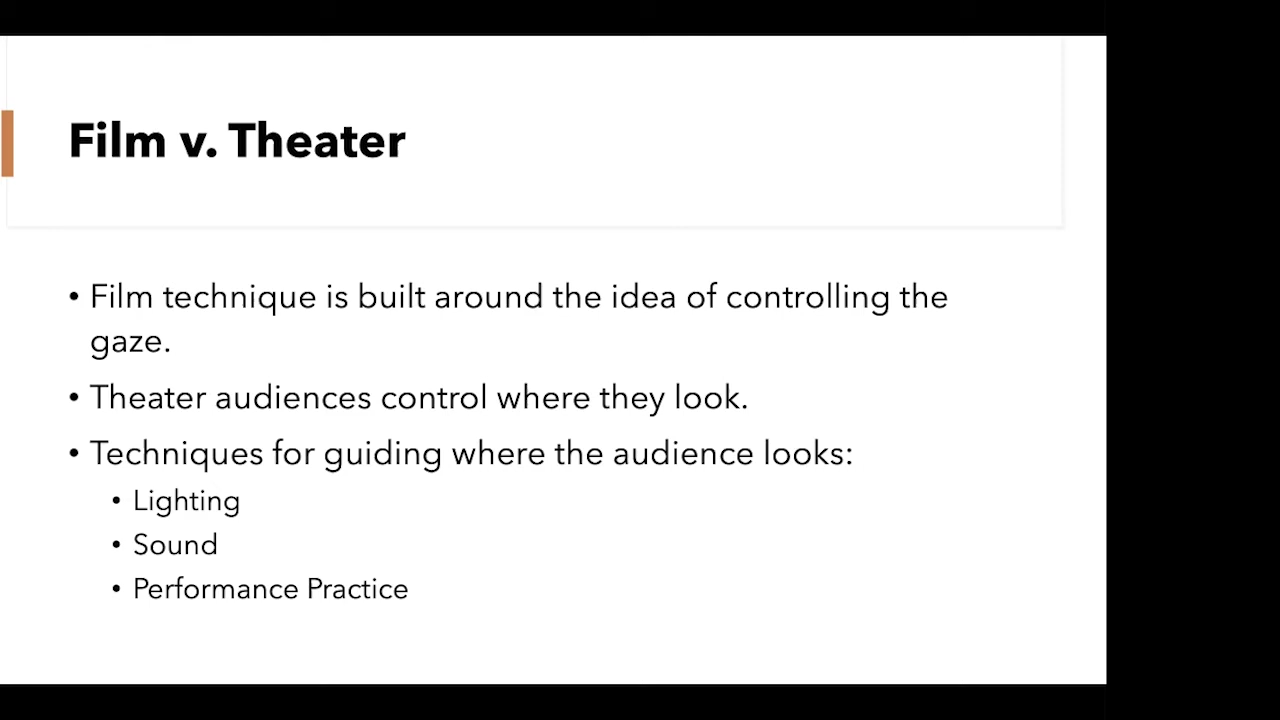 Film v. Theater
• Film technique is built around the idea of controlling the
gaze.
• Theater audiences control where they look.
• Techniques for guiding where the audience looks:
• Lighting
• Sound
• Performance Practice